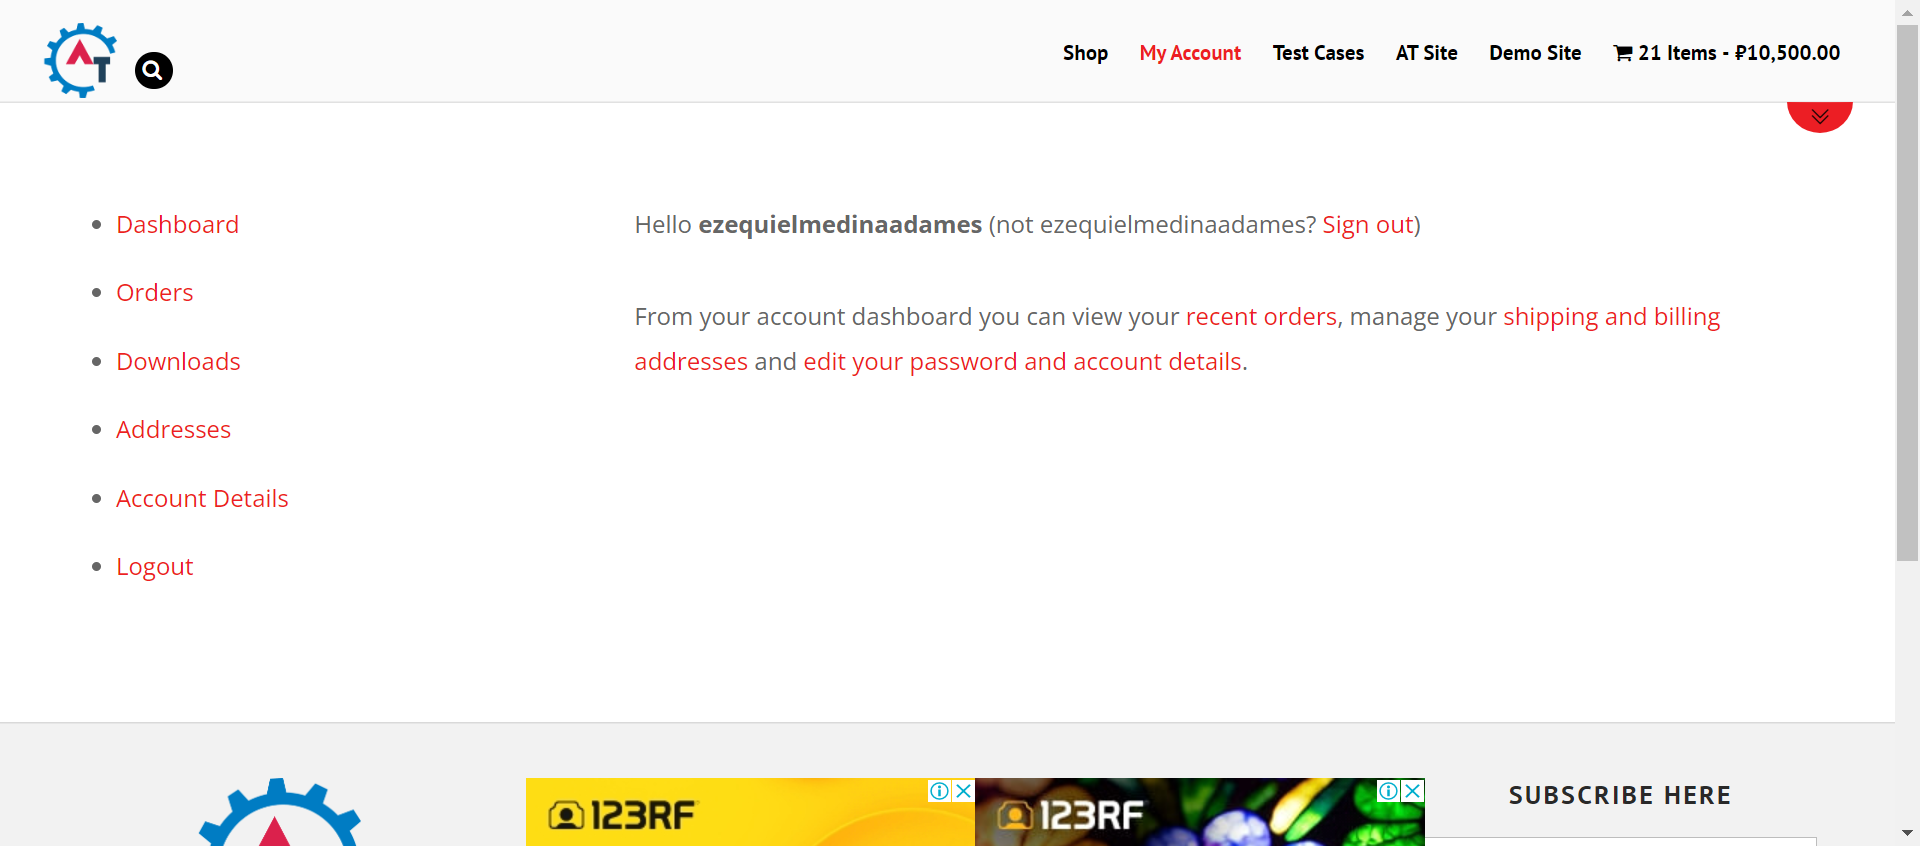 AT
Shop
My Account
Test Cases
AT Site
Demo Site
21 Items - ₽10,500.00
Dashboard
Orders
Downloads
Addresses
Account Details
Logout
Hello ezequielmedinaadames (not ezequielmedinaadames? Sign out)
From your account dashboard you can view your recent orders, manage your shipping and billing
addresses and edit your password and account details.
123RF
123RF
SUBSCRIBE HERE